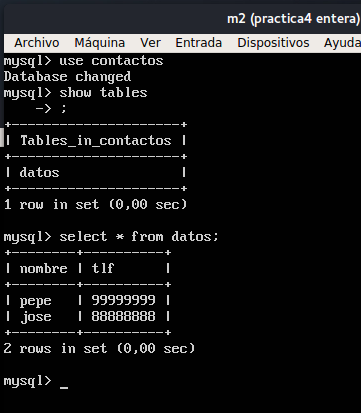 m2 (practica4 entera)
Archivo Máquina Ver Entrada Dispositivos Ayuda
mysql> use contactos
Database changed
mysql> show tables
    -> ;
+--------------------+
| Tables_in_contactos |
+--------------------+
| datos              |
+--------------------+
1 row in set (0,00 sec)
mysql> select * from datos;
+--------+----------+
| nombre | tlf      |
+--------+----------+
| pepe   | 99999999 |
| jose   | 88888888 |
+--------+----------+
2 rows in set (0,00 sec)
mysql> _